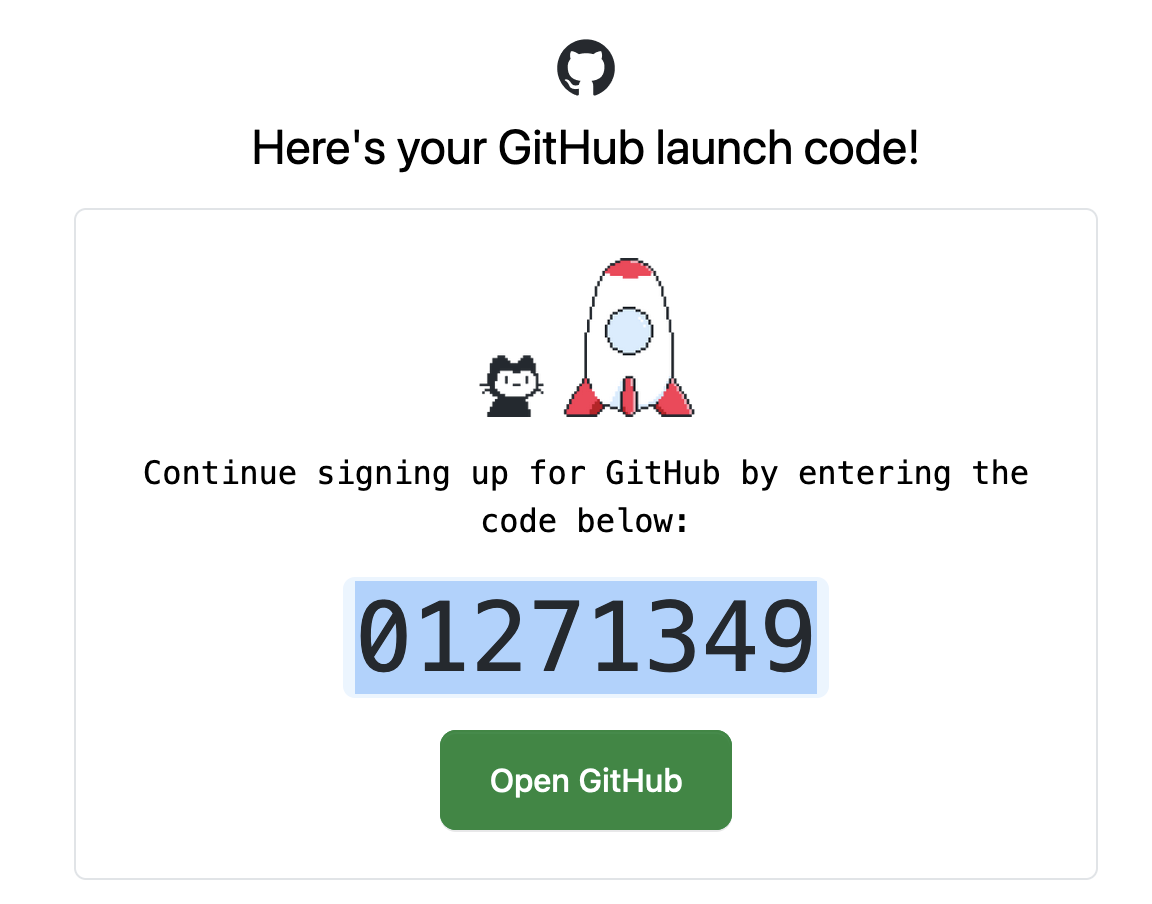 Here's your GitHub launch code!
Continue signing up for GitHub by entering the
code below:
01271349
Open GitHub